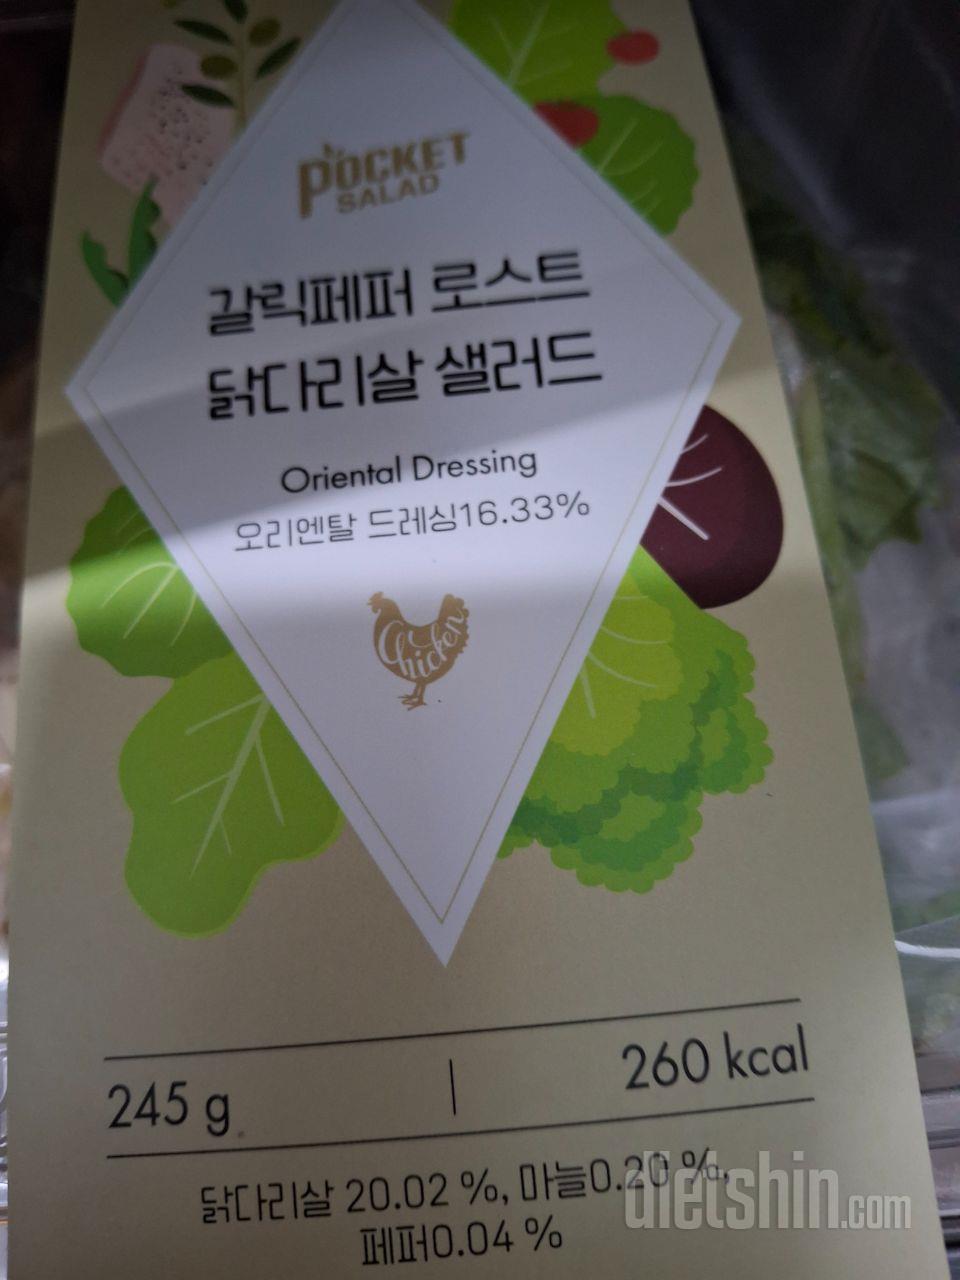 POCKET
SALAD
갈릭페퍼 로스트
닭다리살 샐러드
Oriental Dressing
오리엔탈 드레싱16.33%
Chicken
245 g | 260 kcal
닭다리살 20.02 %, 마늘0.20 %,
페퍼0.04 %
dietshin.com